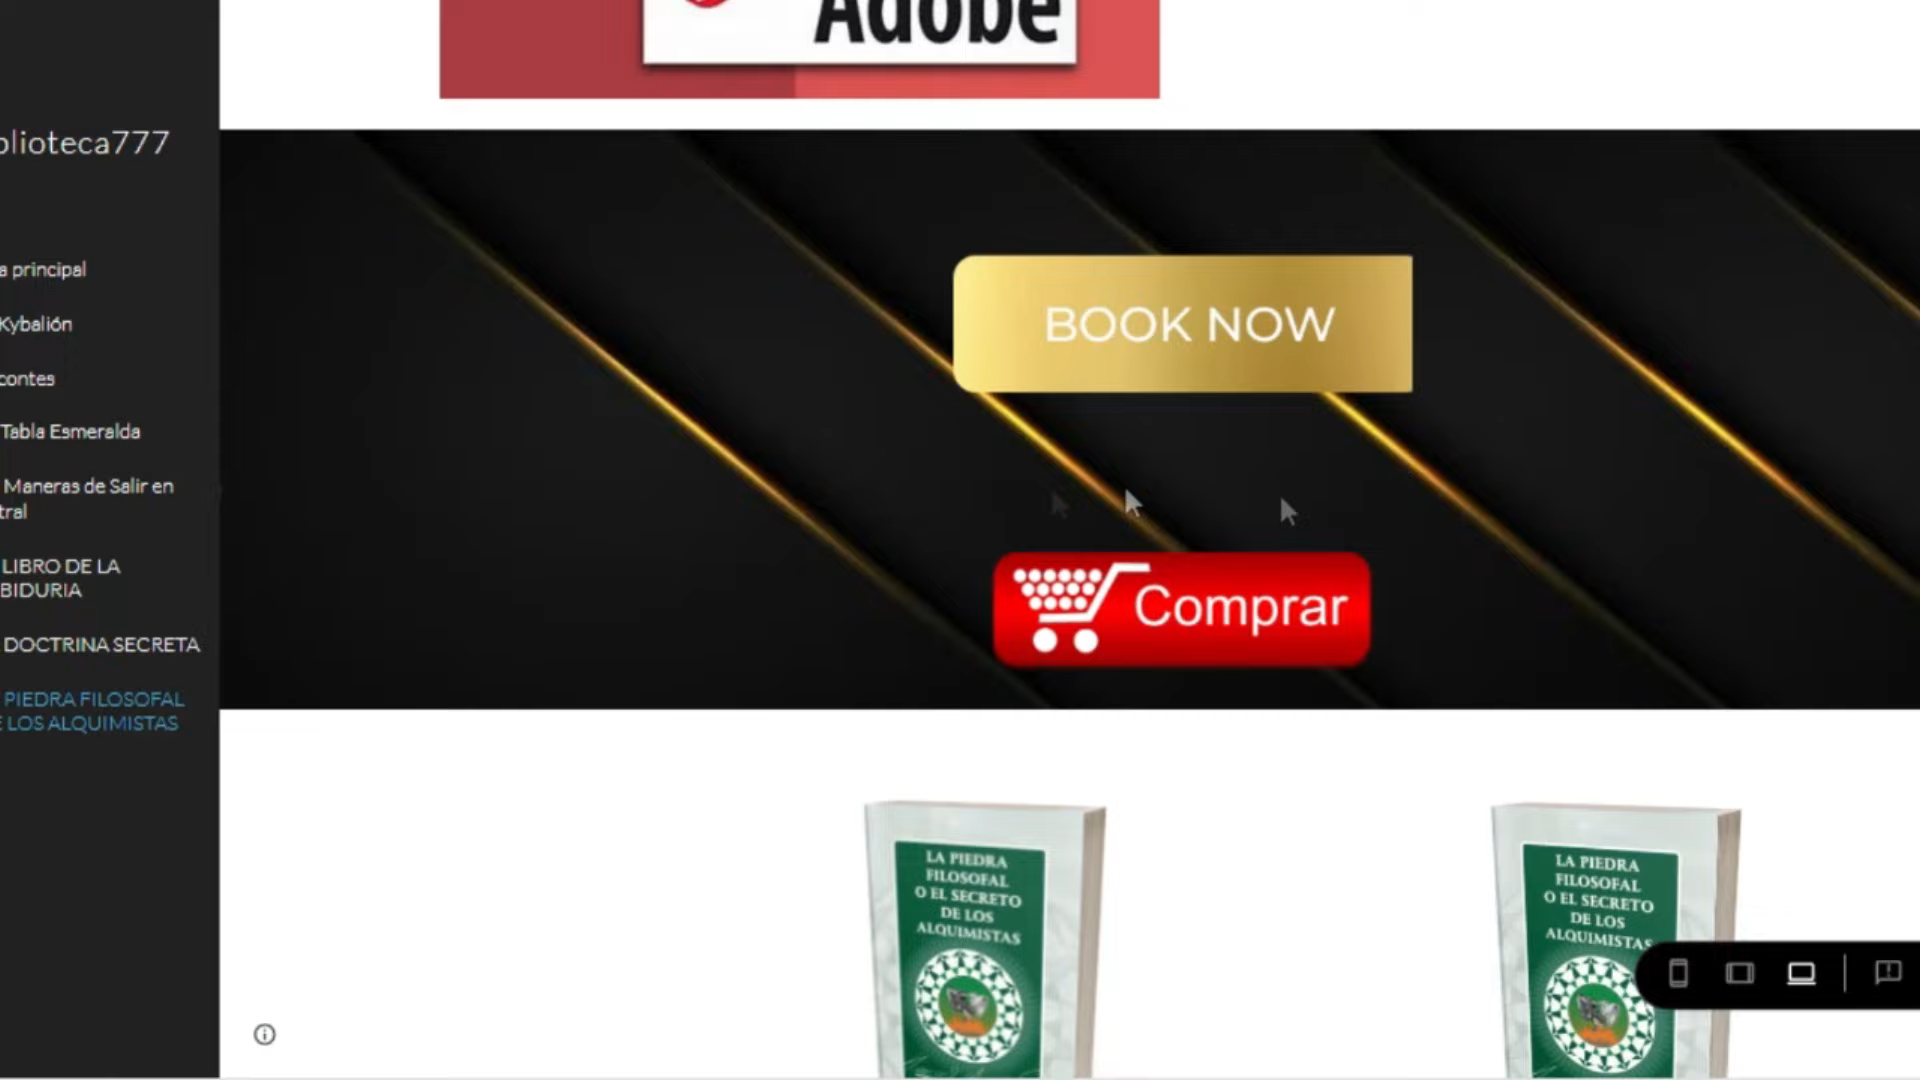 Adobe
blioteca777
a principal
Kybalión
contes
Tabla Esmeralda
Maneras de Salir en
tral
LIBRO DE LA
BIDURIA
DOCTRINA SECRETA
PIEDRA FILOSOFAL
E LOS ALQUIMISTAS
BOOK NOW
Comprar
LA PIEDRA
FILOSOFAL
O EL SECRETO
DE LOS
ALQUIMISTAS
LA PIEDRA
FILOSOFAL
O EL SECRETO
DE LOS
ALQUIMISTAS